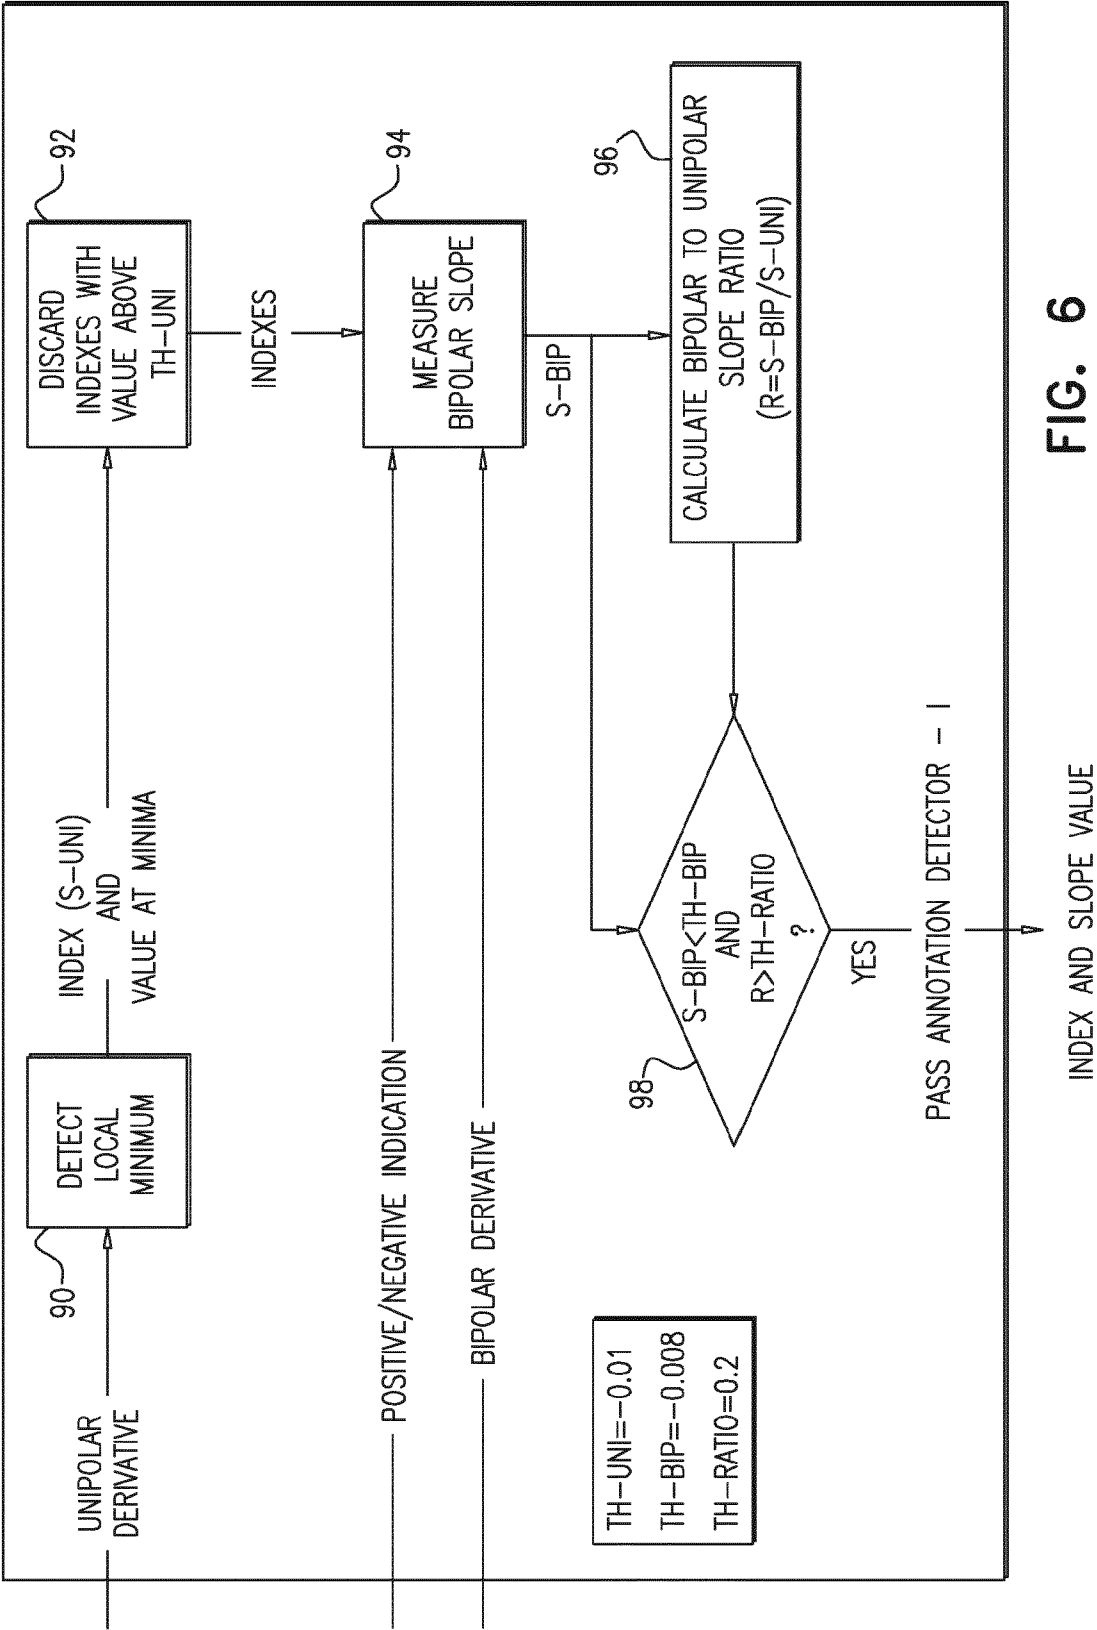 UNIPOLAR
DERIVATIVE
90
DETECT
LOCAL
MINIMUM
INDEX (S-UNI)
AND
VALUE AT MINIMA
92
DISCARD
INDEXES WITH
VALUE ABOVE
TH-UNI
INDEXES
POSITIVE/NEGATIVE INDICATION
BIPOLAR DERIVATIVE
94
MEASURE
BIPOLAR SLOPE
S-BIP
96
CALCULATE BIPOLAR TO UNIPOLAR
SLOPE RATIO
(R=S-BIP/S-UNI)
98
S-BIP<TH-BIP
AND
R>TH-RATIO
?
YES
PASS ANNOTATION DETECTOR - I
INDEX AND SLOPE VALUE
TH-UNI=-0.01
TH-BIP=-0.008
TH-RATIO=0.2
FIG. 6